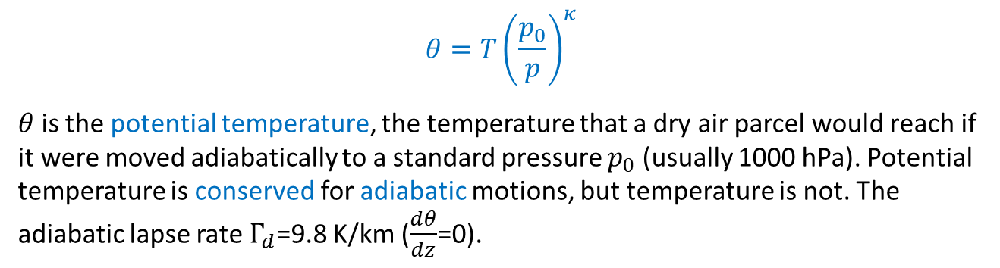 θ = T(p₀/p)^κ
θ is the potential temperature, the temperature that a dry air parcel would reach if
it were moved adiabatically to a standard pressure p₀ (usually 1000 hPa). Potential
temperature is conserved for adiabatic motions, but temperature is not. The
adiabatic lapse rate Γ_d=9.8 K/km (dθ/dz=0).